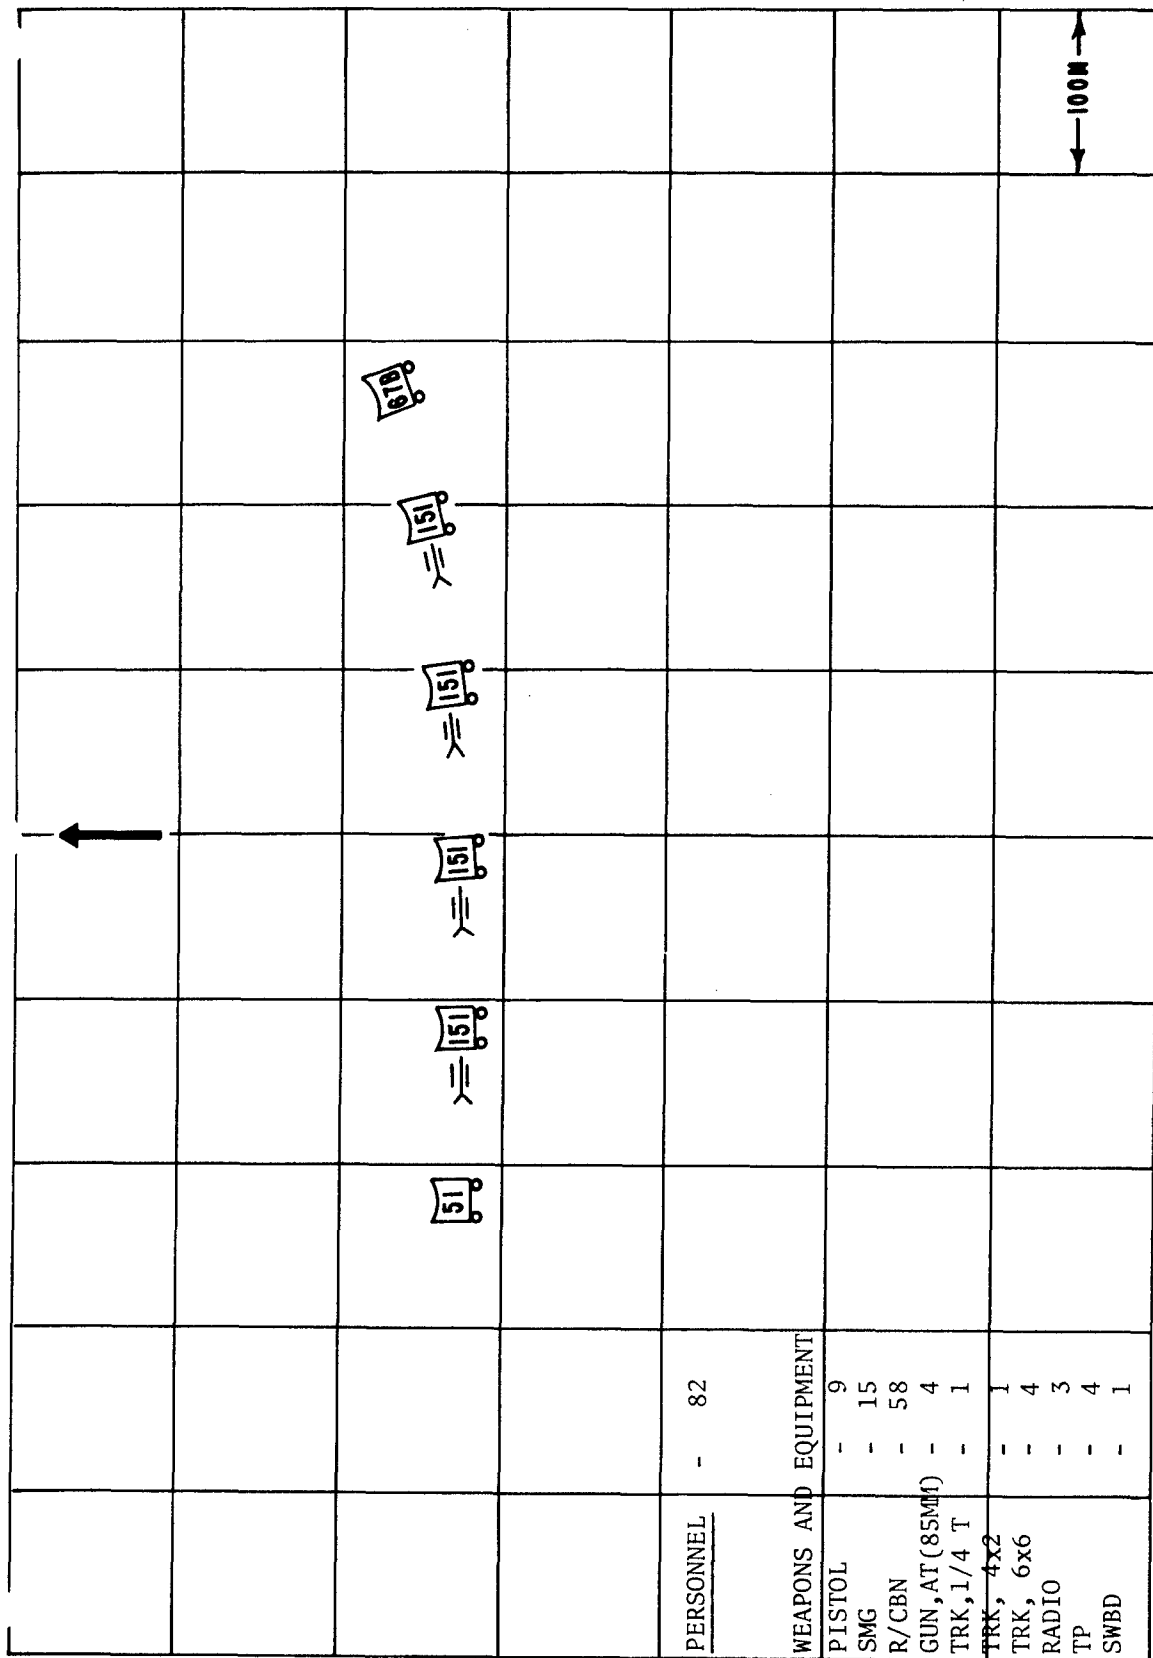 100M
67B
151
151
151
151
51
PERSONNEL - 82
WEAPONS AND EQUIPMENT
PISTOL - 9
SMG - 15
R/CBN - 58
GUN,AT(85MM) - 4
TRK,1/4 T - 1
TRK, 4x2 - 1
TRK, 6x6 - 4
RADIO - 3
TP - 4
SWBD - 1